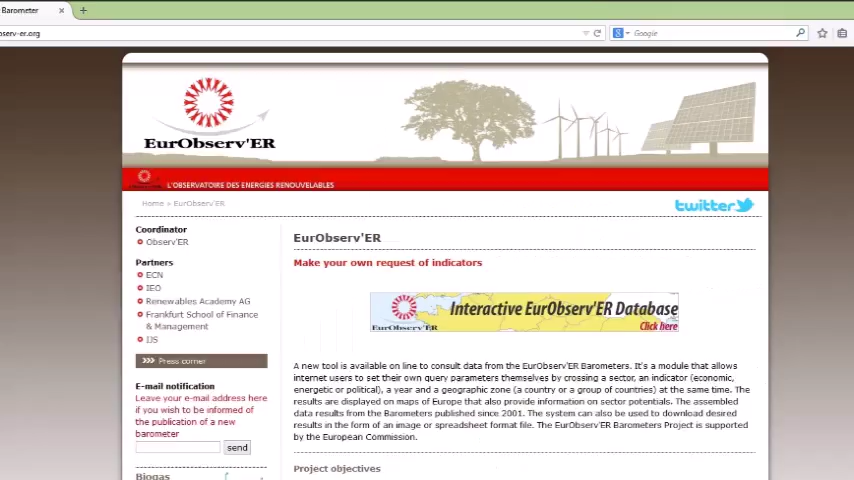 Barometer
serv-er.org
Google
EurObserv'ER
L'OBSERVATOIRE DES ENERGIES RENOUVELABLES
Home » EurObserv'ER
twitter
Coordinator
Observ'ER
Partners
ECN
IEO
Renewables Academy AG
Frankfurt School of Finance
& Management
IJS
Press corner
E-mail notification
Leave your e-mail address here
if you wish to be informed of
the publication of a new
barometer
send
Biogas
EurObserv'ER
Make your own request of indicators
EurObserv'ER
Interactive EurObserv'ER Database
Click here
A new tool is available on line to consult data from the EurObserv'ER Barometers. It's a module that allows
internet users to set their own query parameters themselves by crossing a sector, an indicator (economic,
energetic or political), a year and a geographic zone (a country or a group of countries) at the same time. The
results are displayed on maps of Europe that also provide information on sector potentials. The assembled
data results from the Barometers published since 2001. The system can also be used to download desired
results in the form of an image or spreadsheet format file. The EurObserv'ER Barometers Project is supported
by the European Commission.
Project objectives